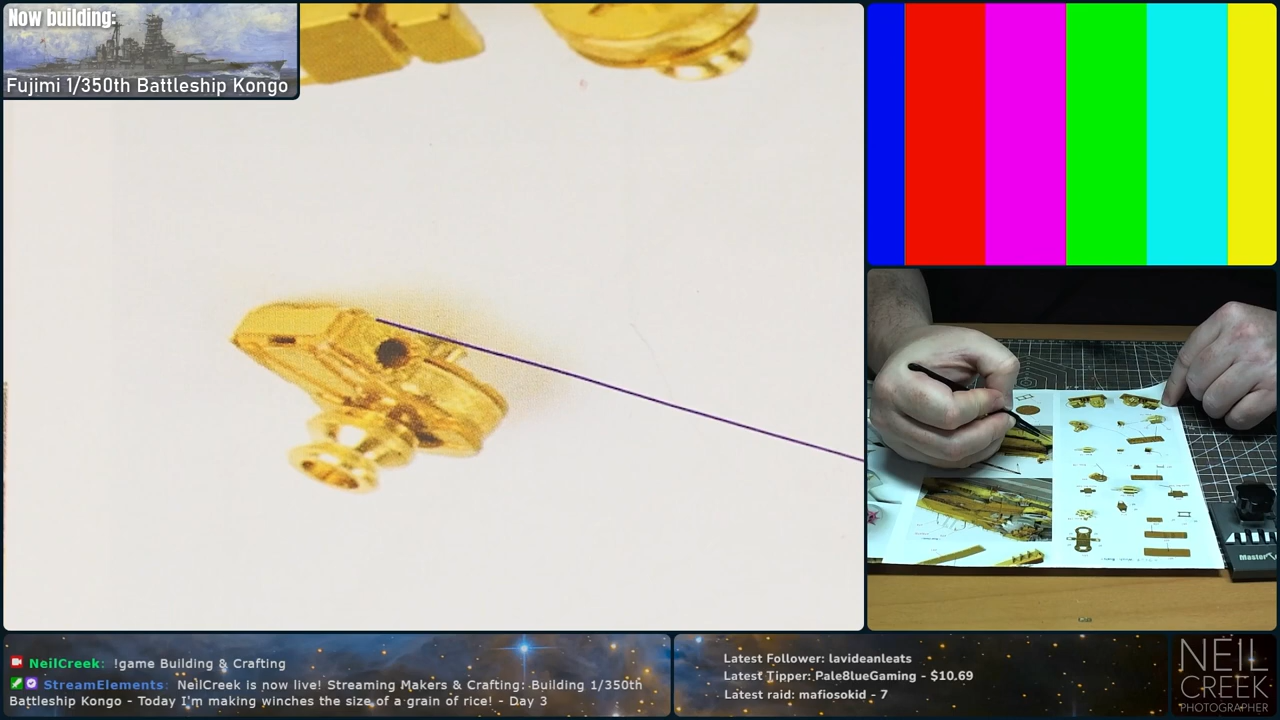 Now building:
Fujimi 1/350th Battleship Kongo
NeilCreek: !game Building & Crafting
StreamElements: NeilCreek is now live! Streaming Makers & Crafting: Building 1/350th
Battleship Kongo - Today I'm making winches the size of a grain of rice! - Day 3
Latest Follower: lavideanleats
Latest Tipper: PaleBlueGaming - $10.69
Latest raid: mafiosokid - 7
NEIL
CREEK
PHOTOGRAPHER